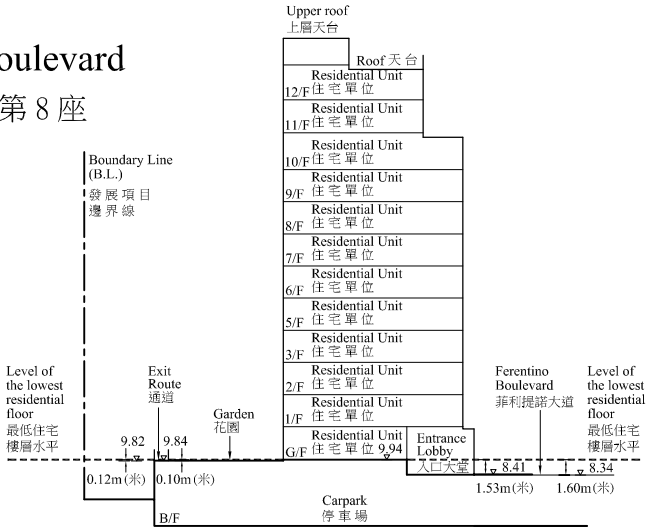 Upper roof
上層天台
oulevard
第 8 座
Roof 天台
Residential Unit
12/F 住宅單位
Residential Unit
11/F 住宅單位
Residential Unit
10/F 住宅單位
Residential Unit
9/F 住宅單位
Residential Unit
8/F 住宅單位
Residential Unit
7/F 住宅單位
Residential Unit
6/F 住宅單位
Residential Unit
5/F 住宅單位
Residential Unit
3/F 住宅單位
Residential Unit
2/F 住宅單位
Residential Unit
1/F 住宅單位
Residential Unit
G/F 住宅單位 9.94
Boundary Line
(B.L.)
發展項目
邊界線
Level of
the lowest
residential
floor
最低住宅
樓層水平
Exit
Route
通道
Garden
花園
9.82
9.84
0.12m(米)
0.10m(米)
Entrance
Lobby
入口大堂
Ferentino
Boulevard
菲利提諾大道
Level of
the lowest
residential
floor
最低住宅
樓層水平
8.41
8.34
1.53m(米)
1.60m(米)
B/F
Carpark
停車場